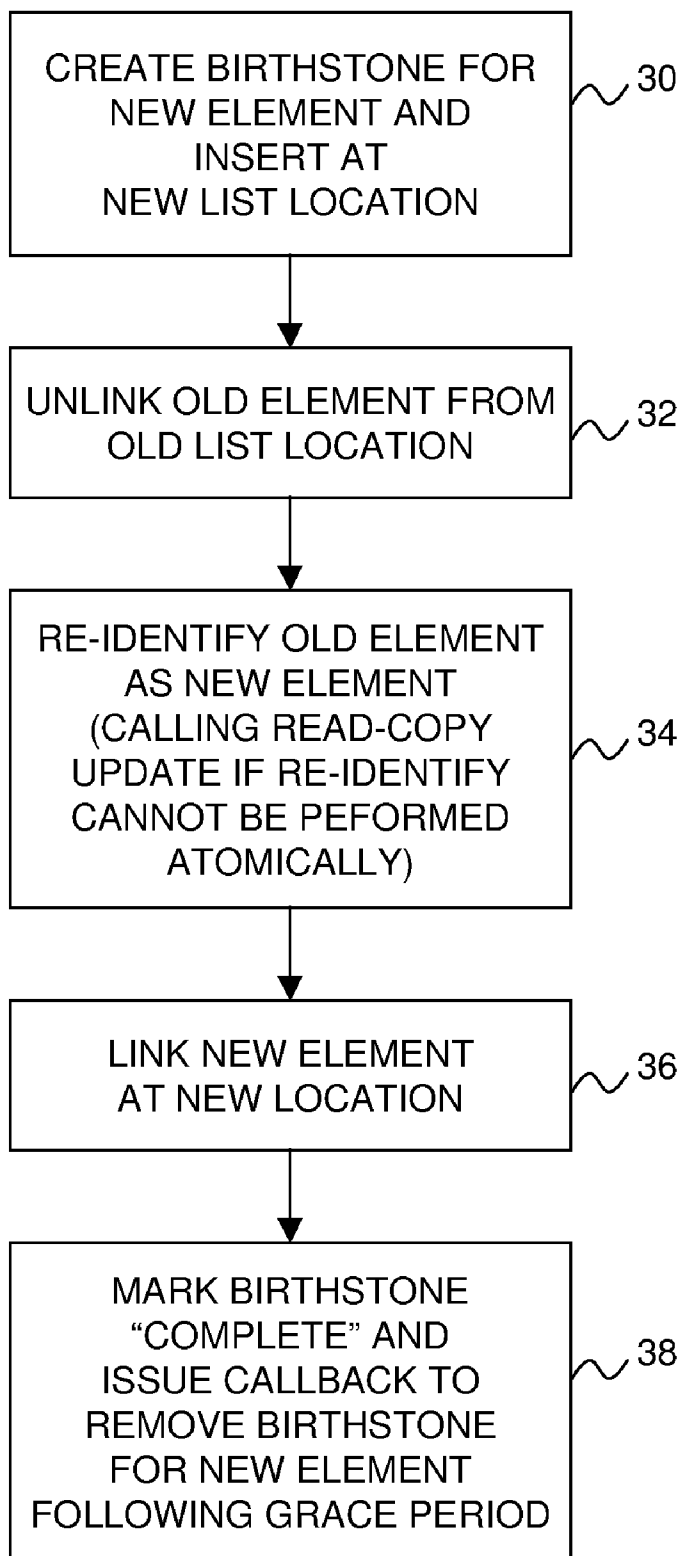 CREATE BIRTHSTONE FOR
NEW ELEMENT AND
INSERT AT
NEW LIST LOCATION
30
UNLINK OLD ELEMENT FROM
OLD LIST LOCATION
32
RE-IDENTIFY OLD ELEMENT
AS NEW ELEMENT
(CALLING READ-COPY
UPDATE IF RE-IDENTIFY
CANNOT BE PEFORMED
ATOMICALLY)
34
LINK NEW ELEMENT
AT NEW LOCATION
36
MARK BIRTHSTONE
“COMPLETE” AND
ISSUE CALLBACK TO
REMOVE BIRTHSTONE
FOR NEW ELEMENT
FOLLOWING GRACE PERIOD
38